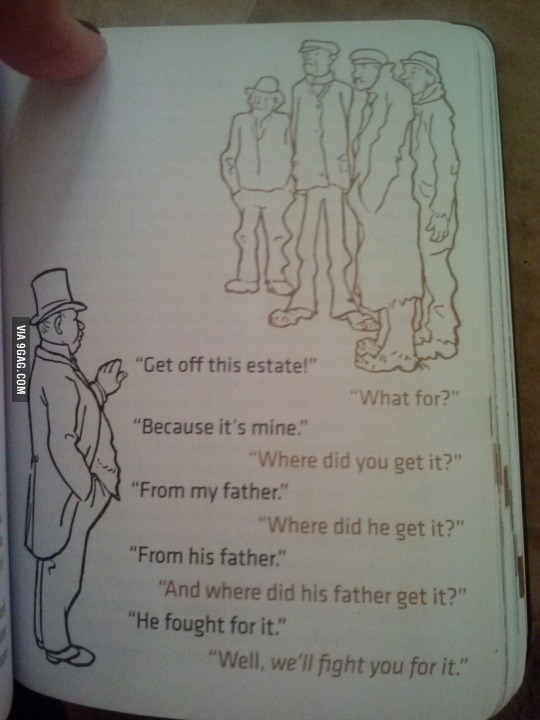 "Get off this estate!"
"What for?"
"Because it's mine."
"Where did you get it?"
"From my father."
"Where did he get it?"
"From his father."
"And where did his father get it?"
"He fought for it."
"Well, we'll fight you for it."
VIA 9GAG.COM